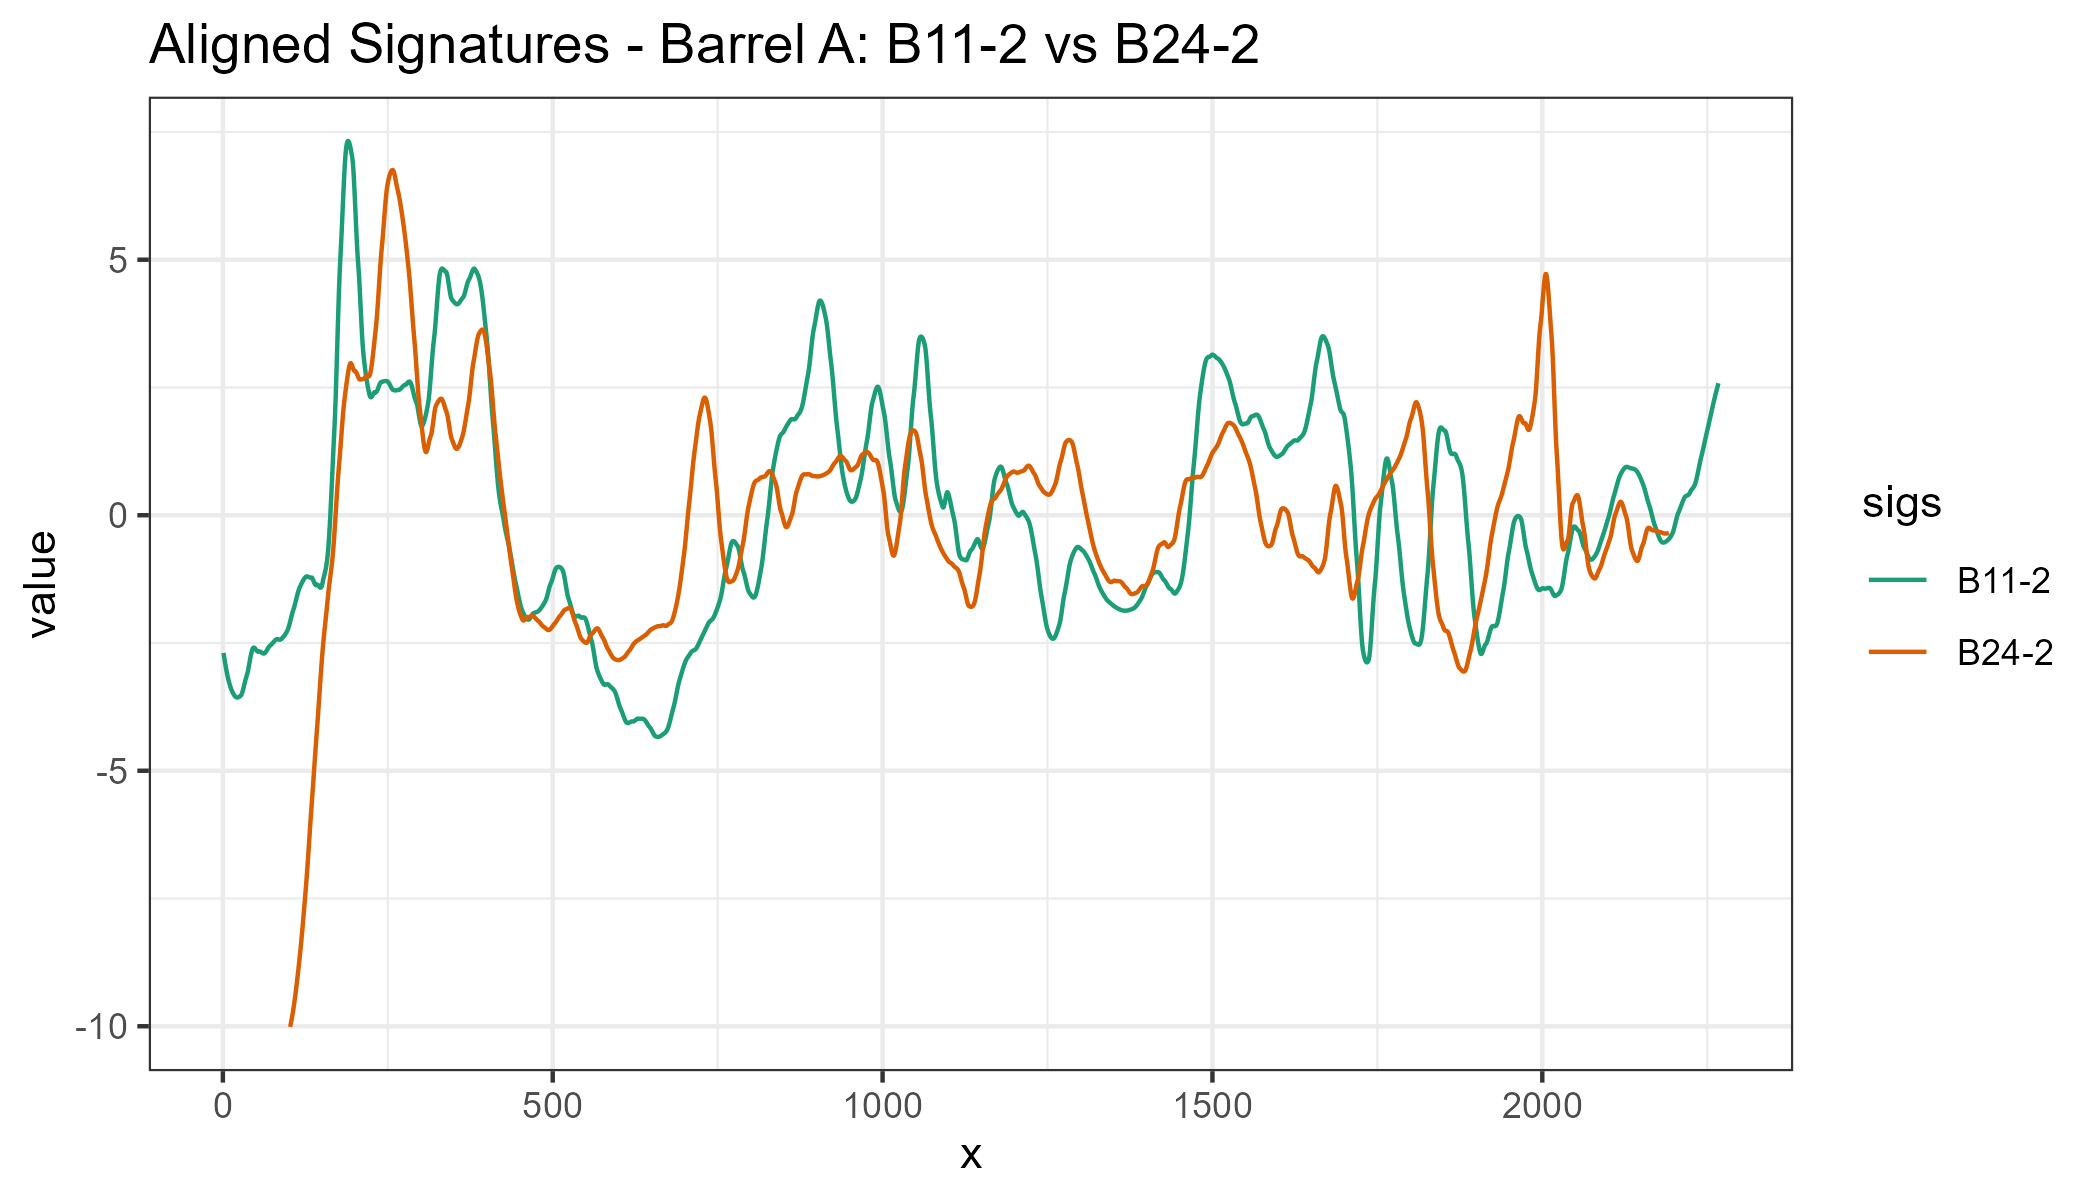 Aligned Signatures - Barrel A: B11-2 vs B24-2
value
5
0
-5
-10
0 500 1000 1500 2000
x
sigs
B11-2
B24-2